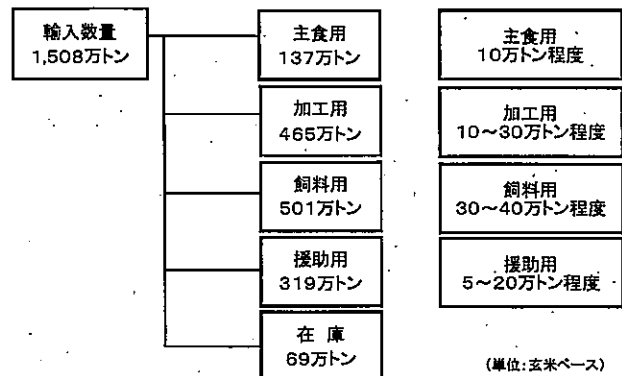 輸入数量
1,508万トン
主食用
137万トン
加工用
465万トン
飼料用
501万トン
援助用
319万トン
在 庫
69万トン
主食用
10万トン程度
加工用
10～30万トン程度
飼料用
30～40万トン程度
援助用
5～20万トン程度
(単位:玄米ベース)